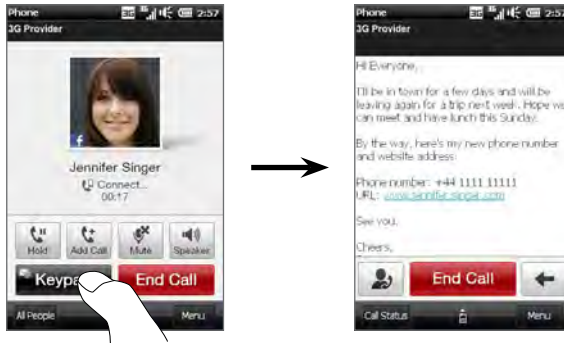 Phone 3G 2:57
3G Provider
Jennifer Singer
Connect...
00:17
Hold Add Call Mute Speaker
Keypa
End Call
All People Menu
Phone 3G 2:57
3G Provider
Hi Everyone,
I'll be in town for a few days and will be
leaving again for a trip next week. Hope we
can meet and have lunch this Sunday.
By the way, here's my new phone number
and website address:
Phone number: +44 1111 11111
URL: www.jennifer.singer.com
See you.
Cheers,
End Call
Call Status Menu